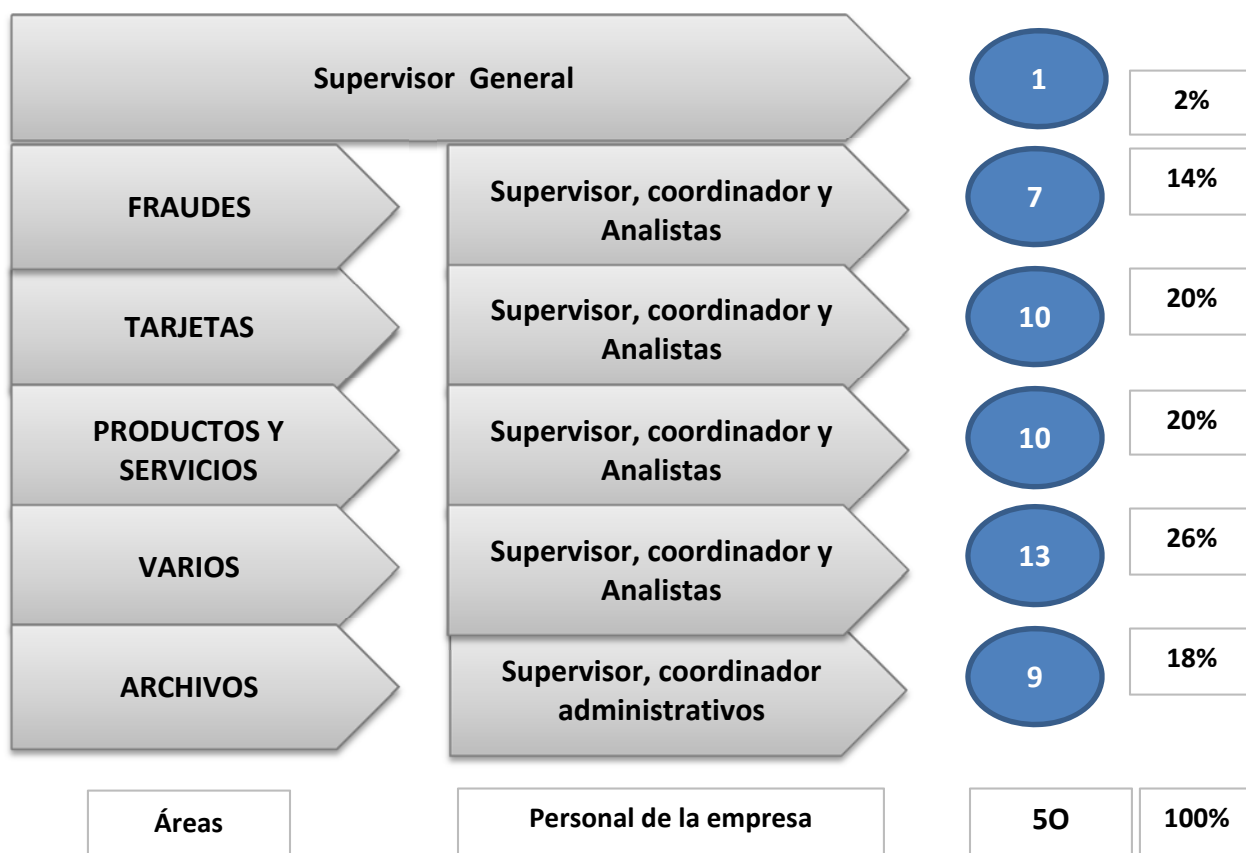 Supervisor General
1
2%
FRAUDES
Supervisor, coordinador y
Analistas
7
14%
TARJETAS
Supervisor, coordinador y
Analistas
10
20%
PRODUCTOS Y
SERVICIOS
Supervisor, coordinador y
Analistas
10
20%
VARIOS
Supervisor, coordinador y
Analistas
13
26%
ARCHIVOS
Supervisor, coordinador
administrativos
9
18%
Áreas
Personal de la empresa
5O
100%